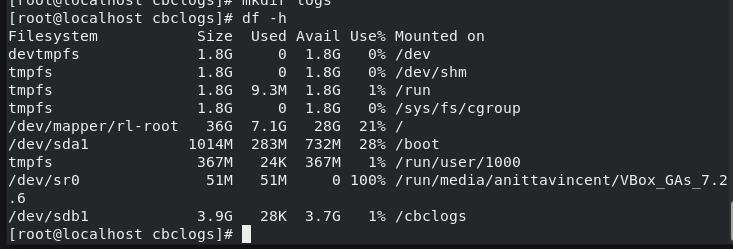 [root@localhost cbclogs]# mkdir logs
[root@localhost cbclogs]# df -h
Filesystem           Size  Used Avail Use% Mounted on
devtmpfs             1.8G     0  1.8G   0% /dev
tmpfs                1.8G     0  1.8G   0% /dev/shm
tmpfs                1.8G  9.3M  1.8G   1% /run
tmpfs                1.8G     0  1.8G   0% /sys/fs/cgroup
/dev/mapper/rl-root   36G  7.1G   28G  21% /
/dev/sda1           1014M  283M  732M  28% /boot
tmpfs                367M   24K  367M   1% /run/user/1000
/dev/sr0              51M   51M     0 100% /run/media/anittavincent/VBox_GAs_7.2
.6
/dev/sdb1            3.9G   28K  3.7G   1% /cbclogs
[root@localhost cbclogs]#